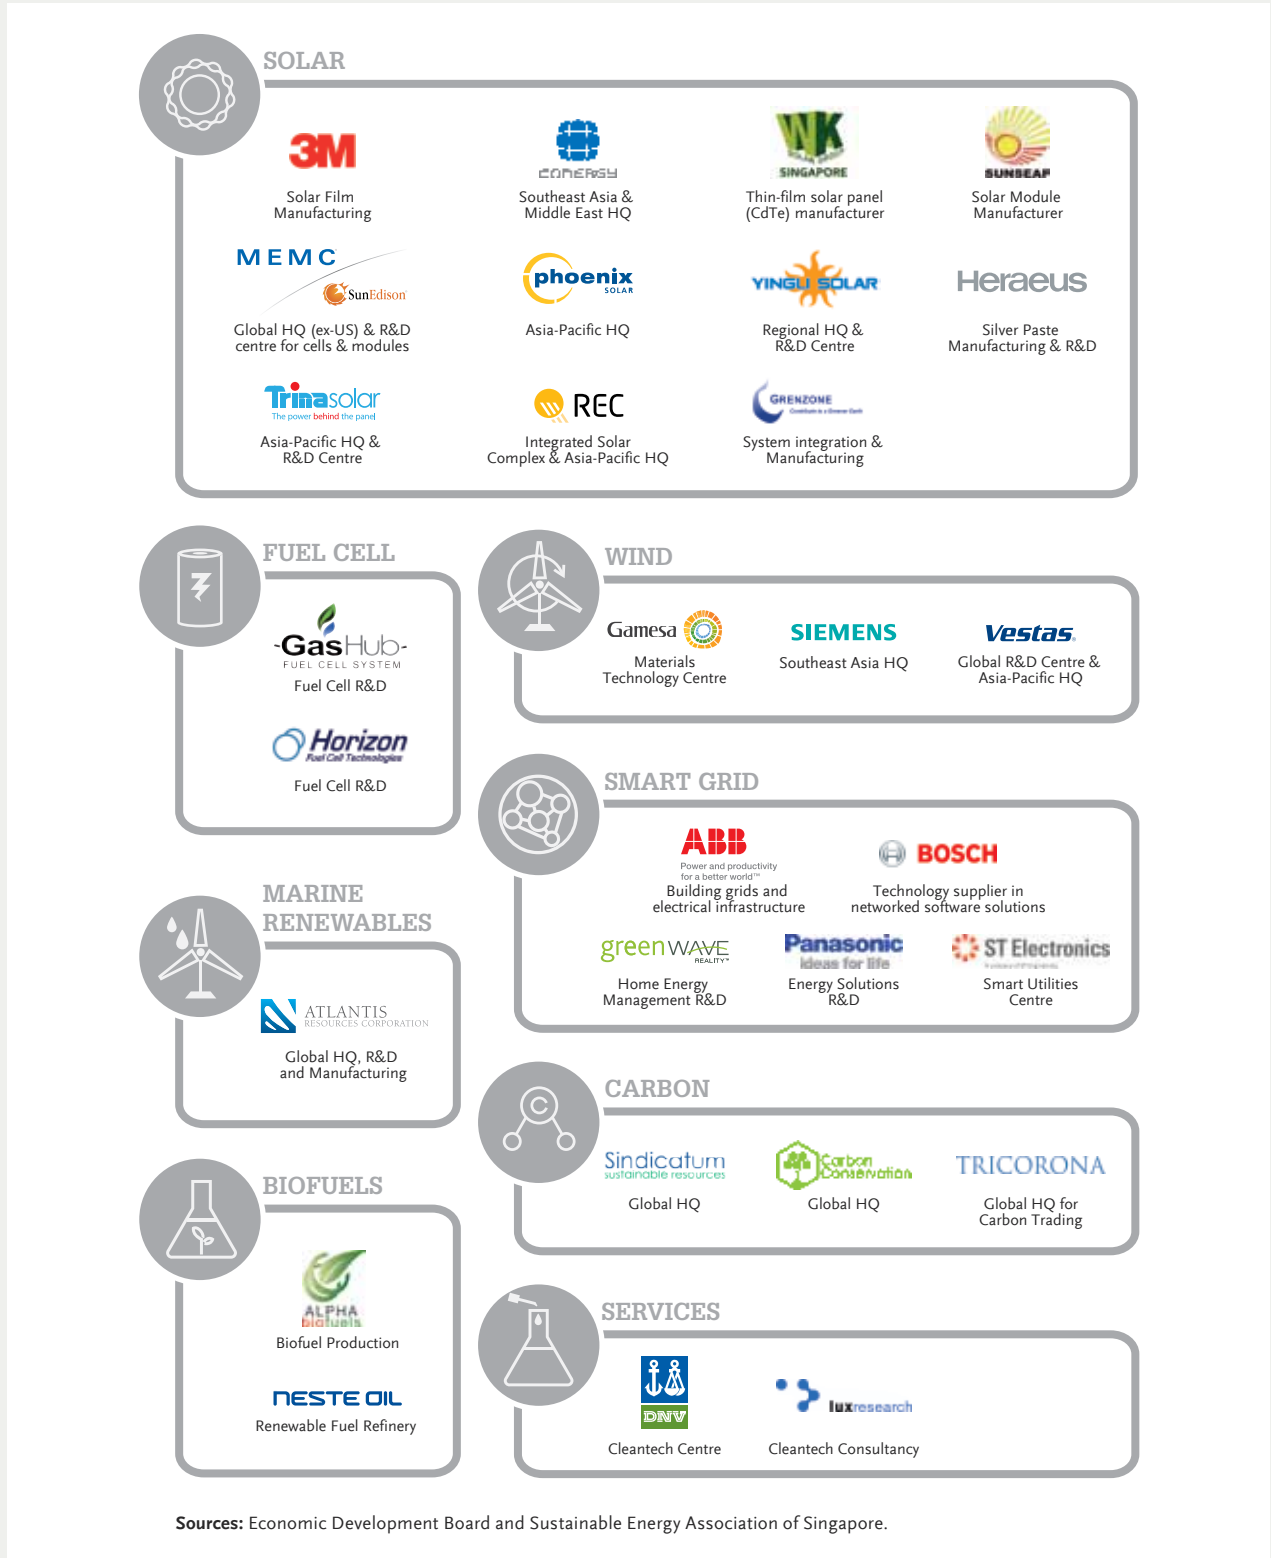 SOLAR
3M
Solar Film
Manufacturing
CONERGY
Southeast Asia &
Middle East HQ
WK
SOLAR GROUP
SINGAPORE
Thin-film solar panel
(CdTe) manufacturer
SUNSEAP
Solar Module
Manufacturer
MEMC
SunEdison
Global HQ (ex-US) & R&D
centre for cells & modules
phoenix
SOLAR
Asia-Pacific HQ
YINGLI SOLAR
Regional HQ &
R&D Centre
Heraeus
Silver Paste
Manufacturing & R&D
Trinasolar
The power behind the panel
Asia-Pacific HQ &
R&D Centre
REC
Integrated Solar
Complex & Asia-Pacific HQ
GRENZONE
Contribute to a Greener Earth
System integration &
Manufacturing
FUEL CELL
-GasHub-
FUEL CELL SYSTEM
Fuel Cell R&D
Horizon
Fuel Cell Technologies
Fuel Cell R&D
WIND
Gamesa
Materials
Technology Centre
SIEMENS
Southeast Asia HQ
Vestas
Global R&D Centre &
Asia-Pacific HQ
SMART GRID
ABB
Power and productivity
for a better world™
Building grids and
electrical infrastructure
BOSCH
Technology supplier in
networked software solutions
greenWAVE
REALITY™
Home Energy
Management R&D
Panasonic
ideas for life
Energy Solutions
R&D
ST Electronics
Smart Utilities
Centre
MARINE
RENEWABLES
ATLANTIS
RESOURCES CORPORATION
Global HQ, R&D
and Manufacturing
CARBON
C
Sindicatum
sustainable resources
Global HQ
Carbon
Conservation
Global HQ
TRICORONA
Global HQ for
Carbon Trading
BIOFUELS
ALPHA
biofuels
Biofuel Production
NESTE OIL
Renewable Fuel Refinery
SERVICES
DNV
Cleantech Centre
luxresearch
Cleantech Consultancy
Sources: Economic Development Board and Sustainable Energy Association of Singapore.